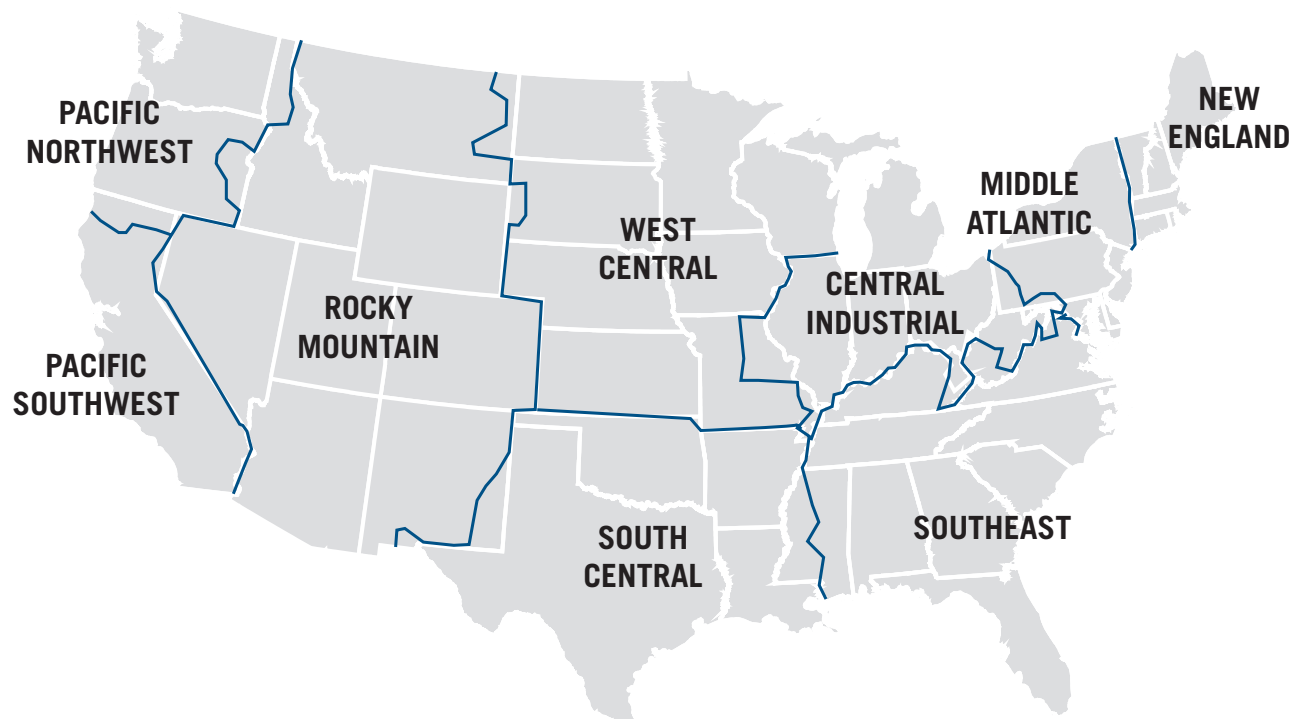 PACIFIC
NORTHWEST
NEW
ENGLAND
MIDDLE
ATLANTIC
WEST
CENTRAL
CENTRAL
INDUSTRIAL
ROCKY
MOUNTAIN
PACIFIC
SOUTHWEST
SOUTH
CENTRAL
SOUTHEAST